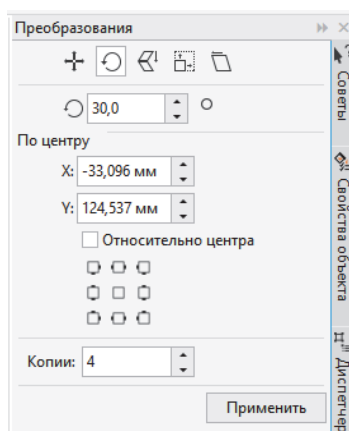 Преобразования
30,0 °
По центру
X: -33,096 мм
Y: 124,537 мм
Относительно центра
Копии: 4
Применить
Советы
Свойства объекта
Диспетчер